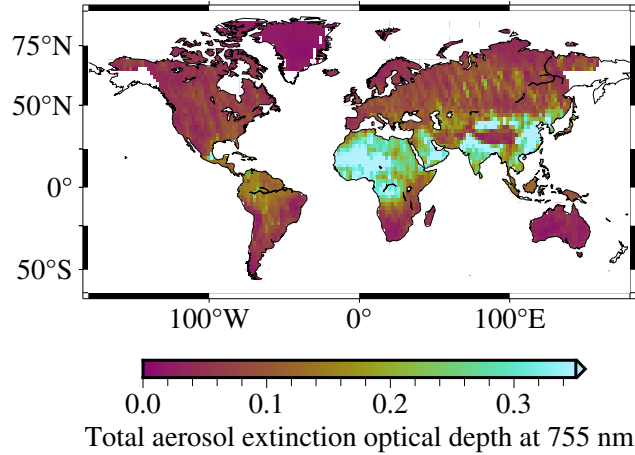 75°N
50°N
0°
50°S
100°W 0° 100°E
0.0 0.1 0.2 0.3
Total aerosol extinction optical depth at 755 nm